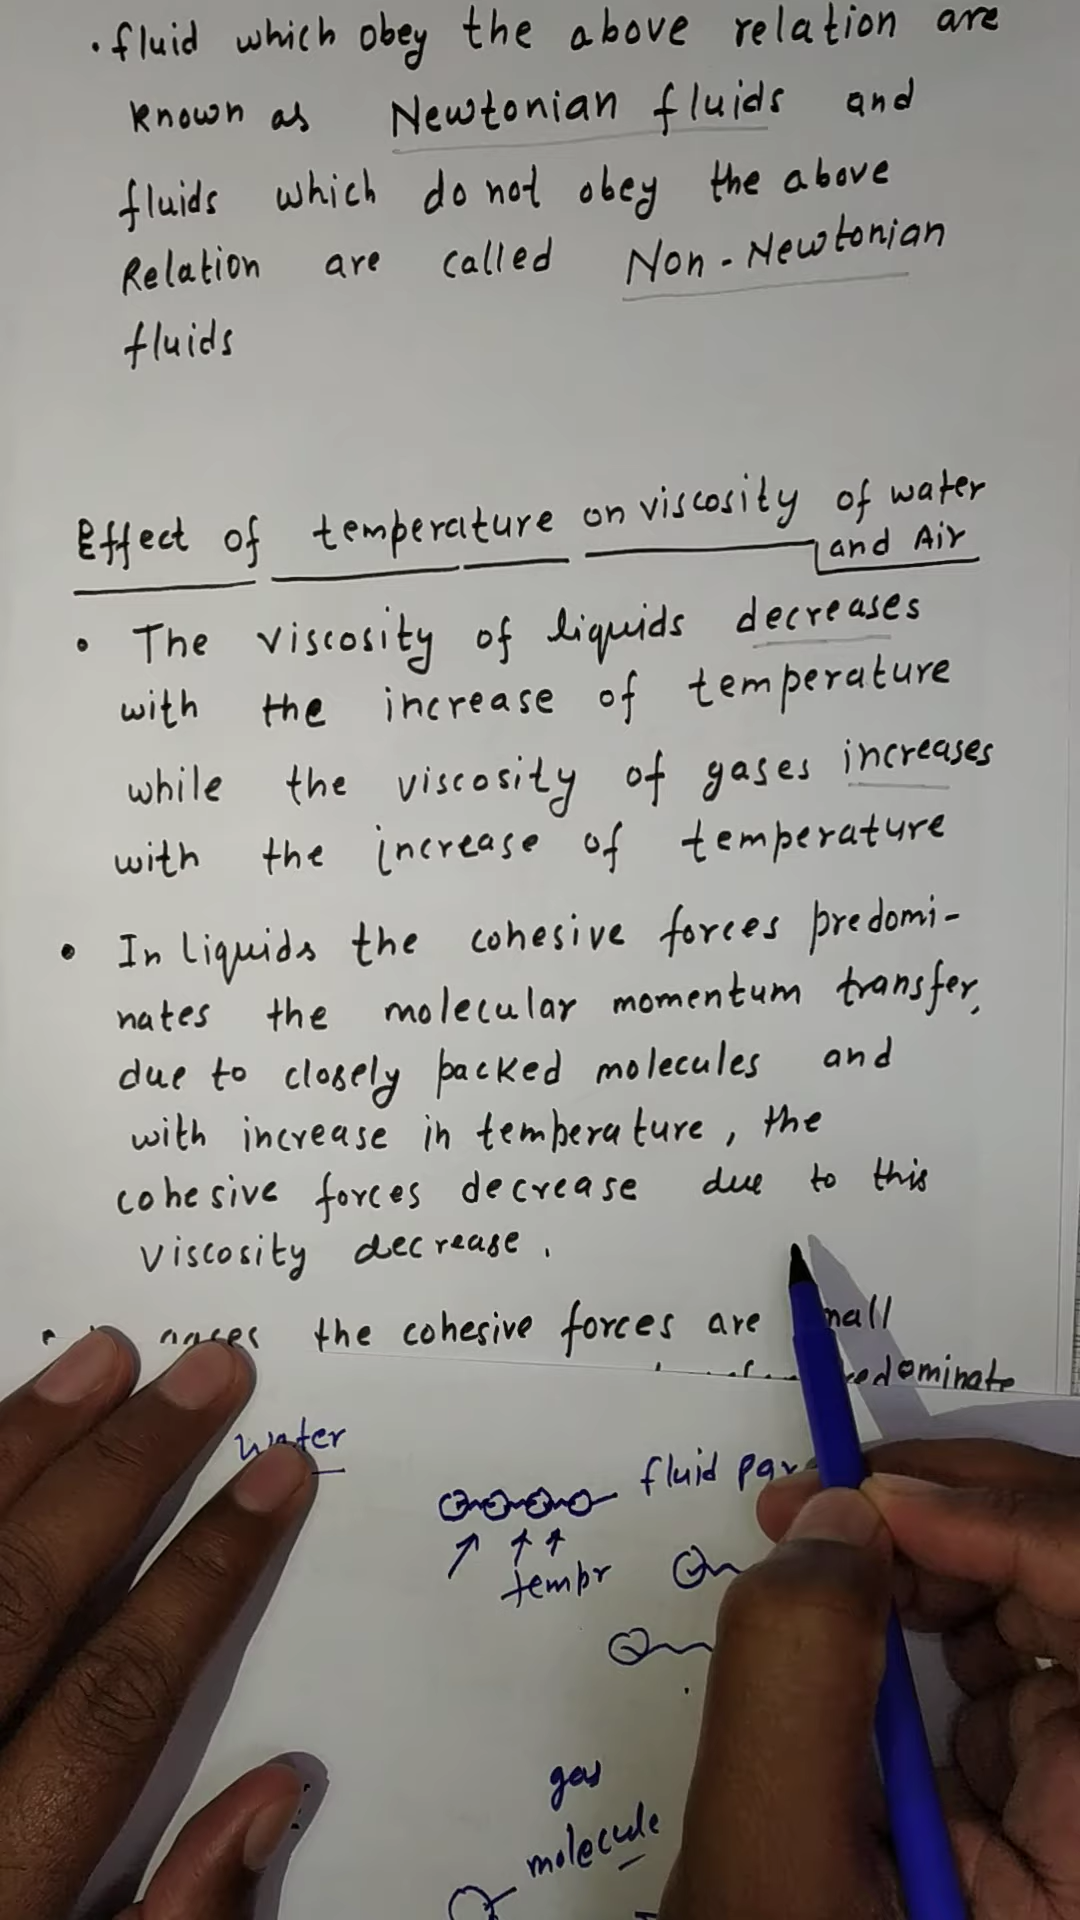 • fluid which obey the above relation are
known as Newtonian fluids and
fluids which do not obey the above
Relation are called Non-Newtonian
fluids
Effect of temperature on viscosity of water
and Air
• The viscosity of liquids decreases
with the increase of temperature
while the viscosity of gases increases
with the increase of temperature
• In liquids the cohesive forces predomi-
nates the molecular momentum transfer,
due to closely packed molecules and
with increase in temperature, the
cohesive forces decrease due to this
viscosity decrease.
gases the cohesive forces are small
water
fluid
tempr
gas
molecule